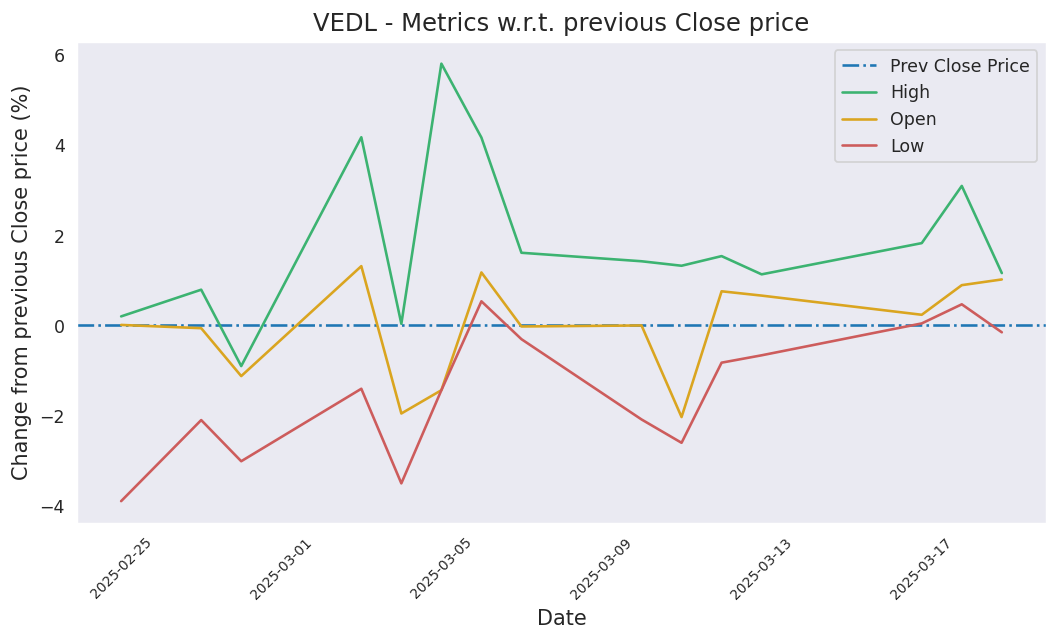 VEDL - Metrics w.r.t. previous Close price
Change from previous Close price (%)
6
4
2
0
−2
−4
Prev Close Price
High
Open
Low
2025-02-25
2025-03-01
2025-03-05
2025-03-09
2025-03-13
2025-03-17
Date